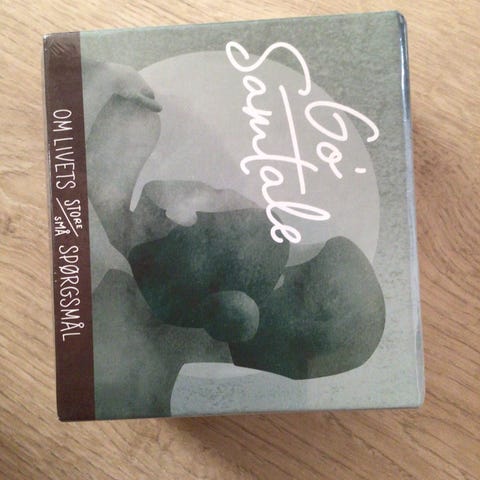 Go'
Samtale
OM LIVETS STORE/SMÅ SPØRGSMÅL